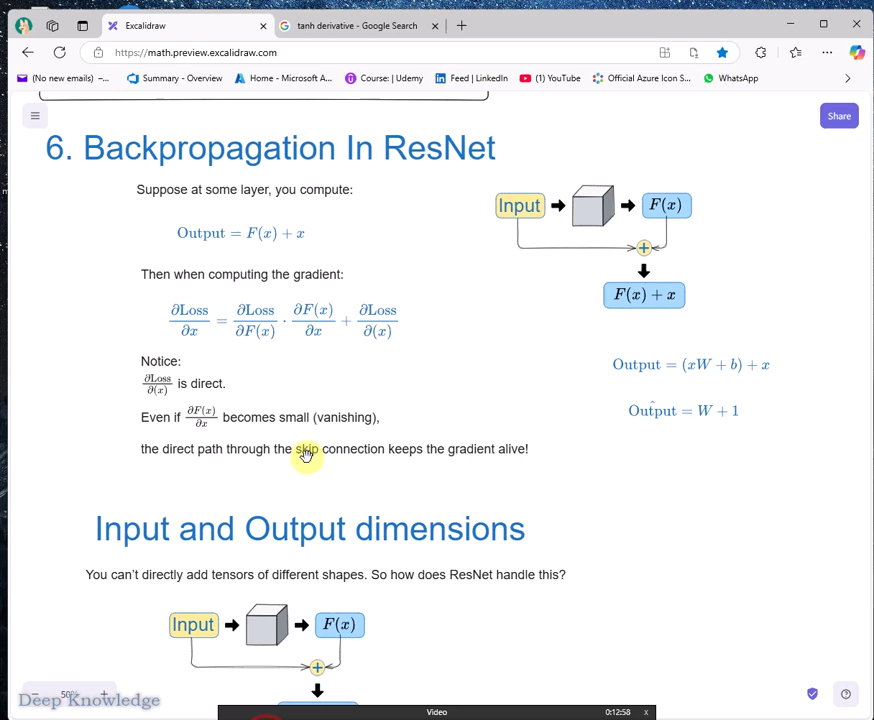 Excalidraw
tanh derivative - Google Search
https://math.preview.excalidraw.com
(No new emails) –...
Summary - Overview
Home - Microsoft A...
Course: | Udemy
Feed | LinkedIn
(1) YouTube
Official Azure Icon S...
WhatsApp
Share
6. Backpropagation In ResNet
Suppose at some layer, you compute:
Output = F(x) + x
Then when computing the gradient:
∂Loss/∂x = ∂Loss/∂F(x) · ∂F(x)/∂x + ∂Loss/∂(x)
Notice:
∂Loss/∂(x) is direct.
Even if ∂F(x)/∂x becomes small (vanishing),
the direct path through the skip connection keeps the gradient alive!
Input
F(x)
+
F(x) + x
Output = (xW + b) + x
Outp̂ut = W + 1
Input and Output dimensions
You can't directly add tensors of different shapes. So how does ResNet handle this?
Input
F(x)
+
50%
Deep Knowledge
Video
0:12:58
x